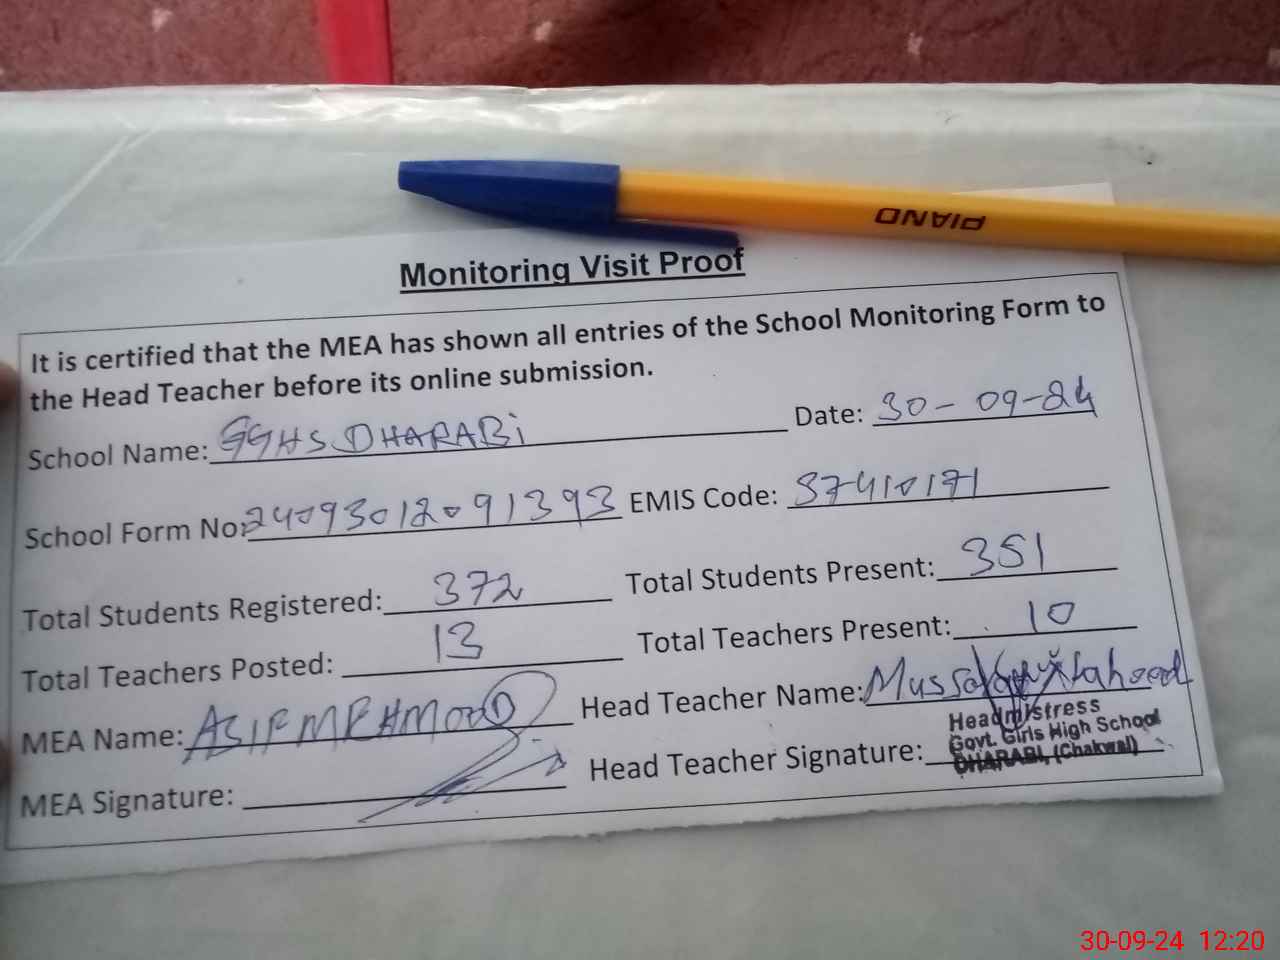 PIANO
Monitoring Visit Proof
It is certified that the MEA has shown all entries of the School Monitoring Form to
the Head Teacher before its online submission.
School Name: GGHS DHARABi Date: 30-09-24
School Form No: 24093012091393 EMIS Code: 37410171
Total Students Registered: 372 Total Students Present: 351
Total Teachers Posted: 13 Total Teachers Present: 10
MEA Name: ASIF MEHMOOD Head Teacher Name:
Headmistress
Govt. Girls High School
DHARABI, (Chakwal)
MEA Signature: Head Teacher Signature:
30-09-24 12:20